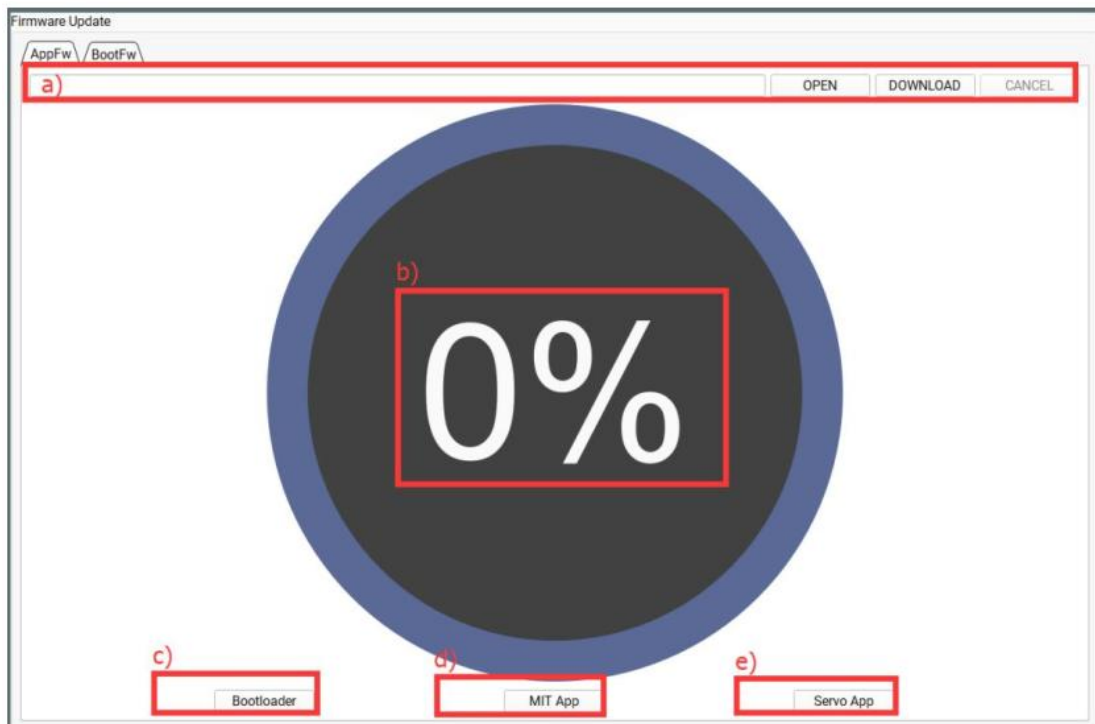 Firmware Update
AppFw BootFw
a) OPEN DOWNLOAD CANCEL
b)
0%
c) d) e)
Bootloader MIT App Servo App